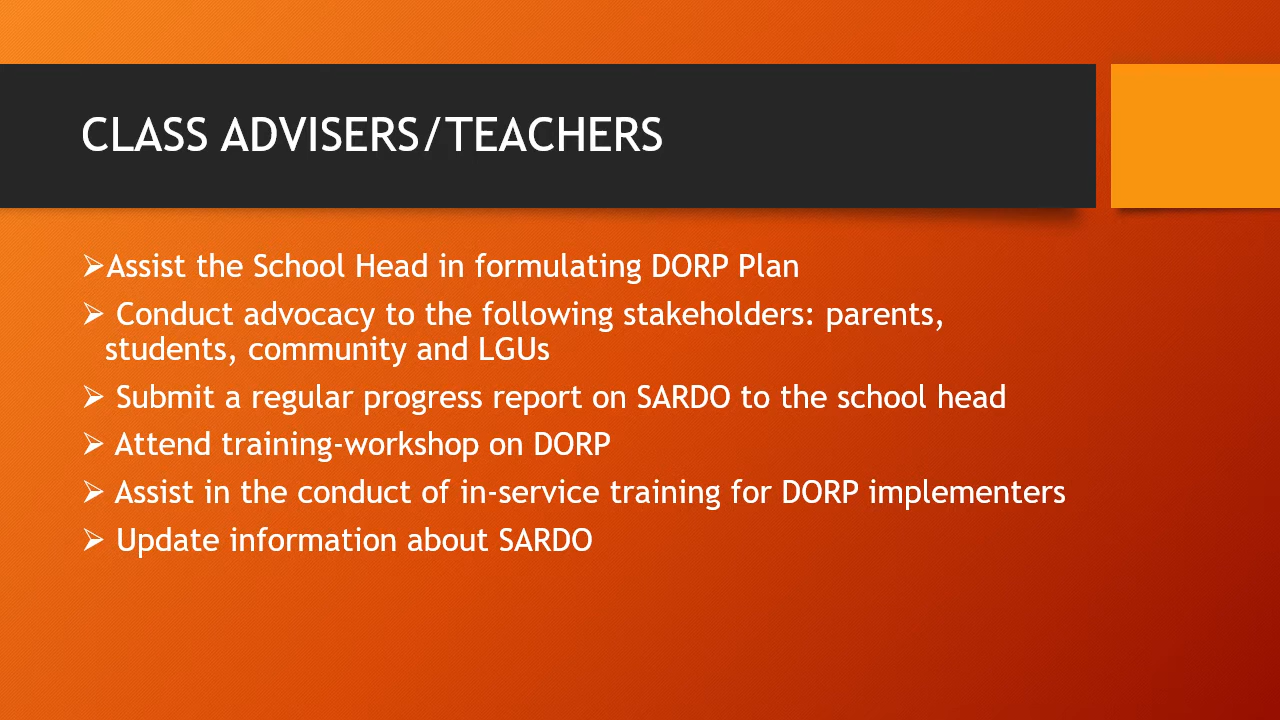 CLASS ADVISERS/TEACHERS
➢Assist the School Head in formulating DORP Plan
➢ Conduct advocacy to the following stakeholders: parents,
students, community and LGUs
➢ Submit a regular progress report on SARDO to the school head
➢ Attend training-workshop on DORP
➢ Assist in the conduct of in-service training for DORP implementers
➢ Update information about SARDO